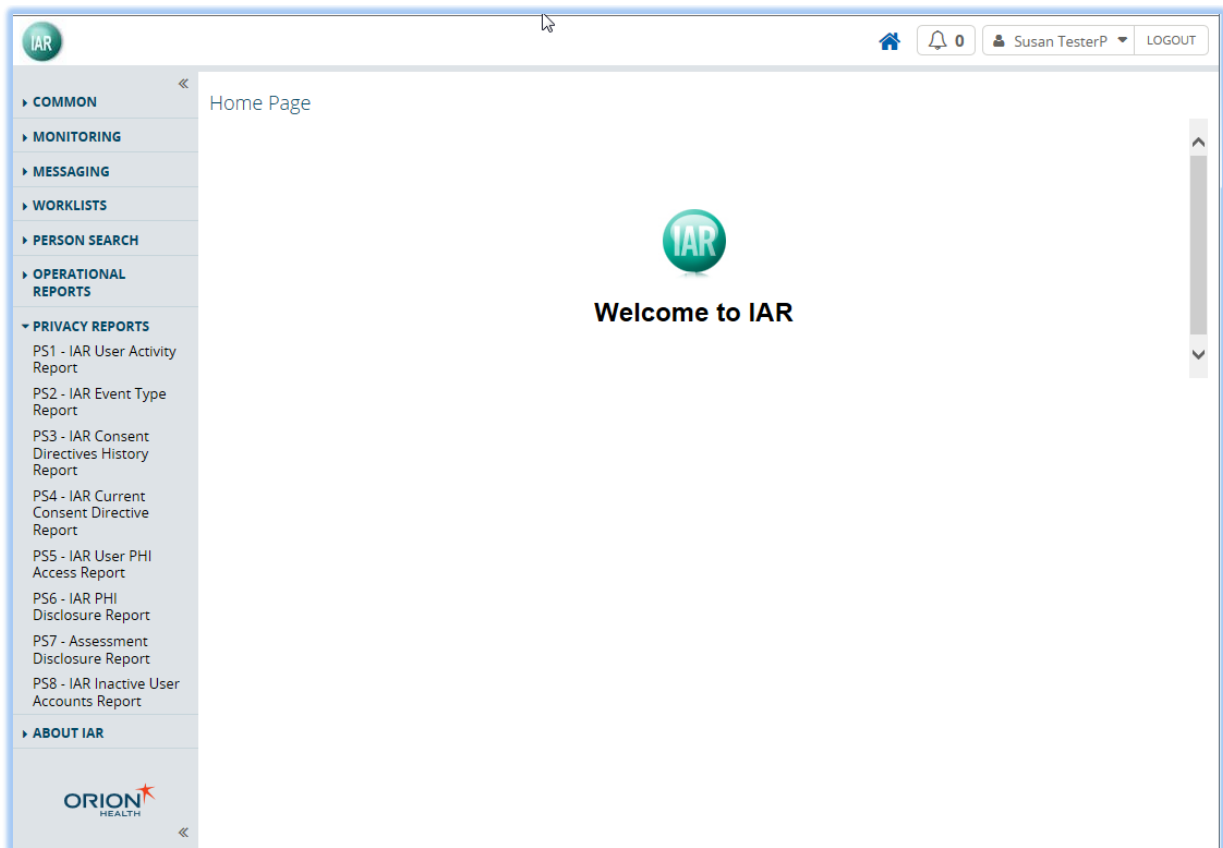 IAR
0
Susan TesterP
LOGOUT
COMMON
MONITORING
MESSAGING
WORKLISTS
PERSON SEARCH
OPERATIONAL
REPORTS
PRIVACY REPORTS
PS1 - IAR User Activity
Report
PS2 - IAR Event Type
Report
PS3 - IAR Consent
Directives History
Report
PS4 - IAR Current
Consent Directive
Report
PS5 - IAR User PHI
Access Report
PS6 - IAR PHI
Disclosure Report
PS7 - Assessment
Disclosure Report
PS8 - IAR Inactive User
Accounts Report
ABOUT IAR
ORION
HEALTH
Home Page
IAR
Welcome to IAR